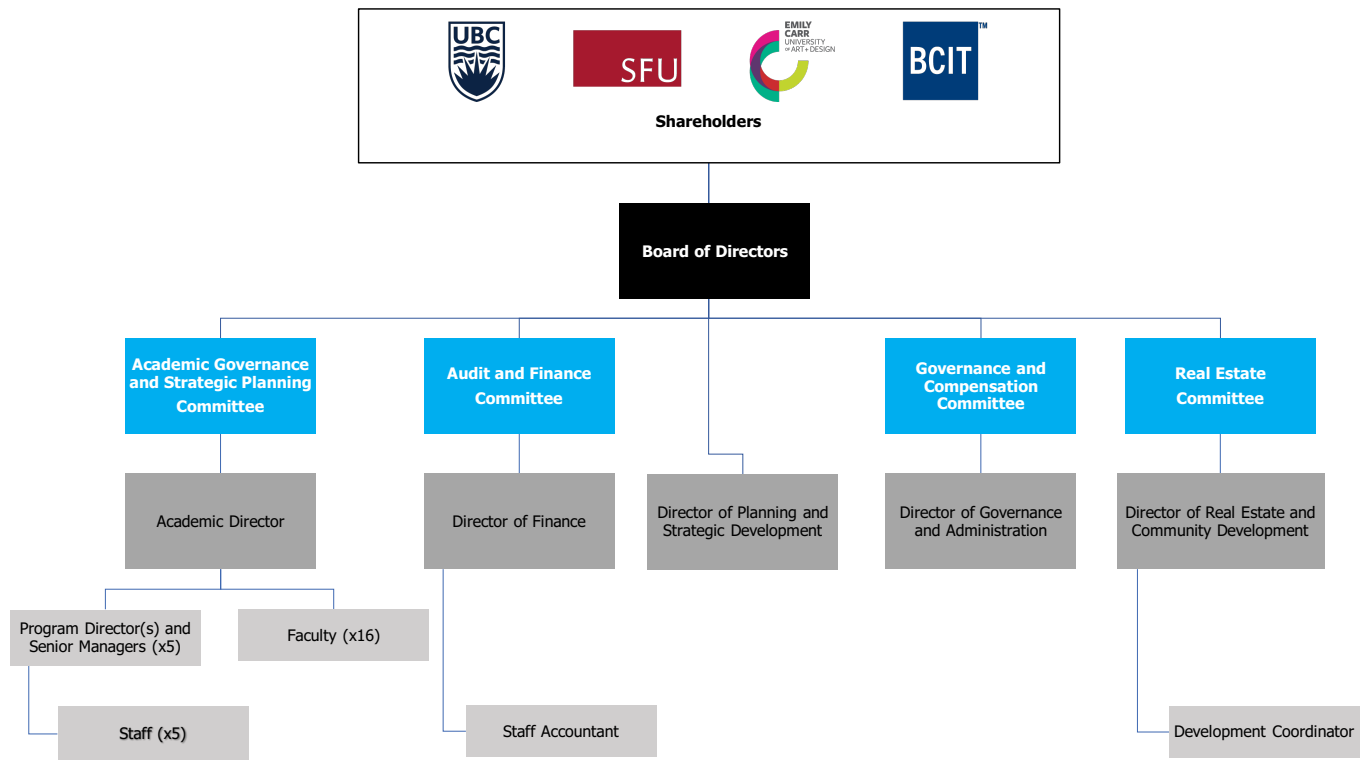 UBC
SFU
EMILY
CARR
UNIVERSITY
OF ART+DESIGN
BCIT™
Shareholders
Board of Directors
Academic Governance
and Strategic Planning
Committee
Audit and Finance
Committee
Governance and
Compensation
Committee
Real Estate
Committee
Academic Director
Director of Finance
Director of Planning and
Strategic Development
Director of Governance
and Administration
Director of Real Estate and
Community Development
Program Director(s) and
Senior Managers (x5)
Faculty (x16)
Staff (x5)
Staff Accountant
Development Coordinator